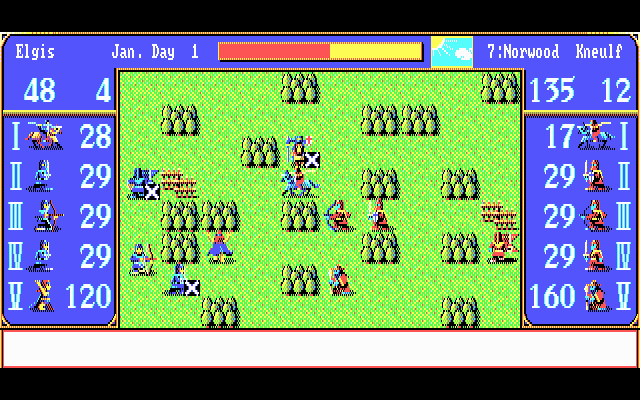 Elgis Jan. Day 1 7:Norwood Kneulf
48 4 135 12
I 28 17 I
II 29 29 II
III 29 29 III
IV 29 29 IV
V 120 160 V